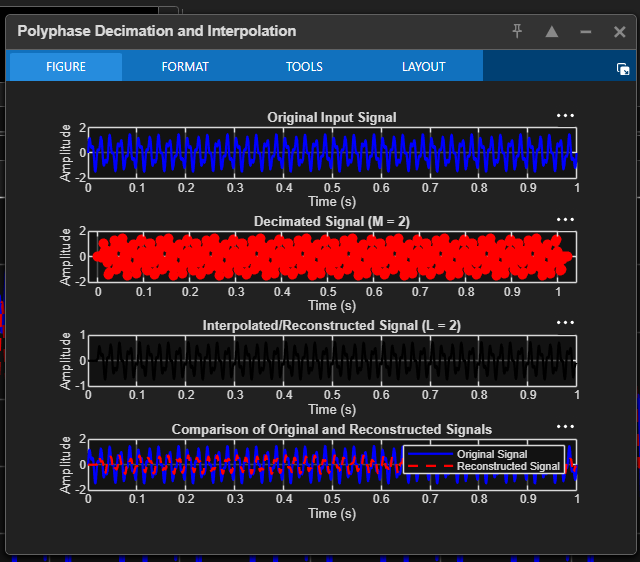 Polyphase Decimation and Interpolation
FIGURE FORMAT TOOLS LAYOUT
Original Input Signal
Amplitude
2
0
-2
0 0.1 0.2 0.3 0.4 0.5 0.6 0.7 0.8 0.9 1
Time (s)
Decimated Signal (M = 2)
Amplitude
2
0
-2
0 0.1 0.2 0.3 0.4 0.5 0.6 0.7 0.8 0.9 1
Time (s)
Interpolated/Reconstructed Signal (L = 2)
Amplitude
1
0
-1
0 0.1 0.2 0.3 0.4 0.5 0.6 0.7 0.8 0.9 1
Time (s)
Comparison of Original and Reconstructed Signals
Amplitude
2
0
-2
Original Signal
Reconstructed Signal
0 0.1 0.2 0.3 0.4 0.5 0.6 0.7 0.8 0.9 1
Time (s)